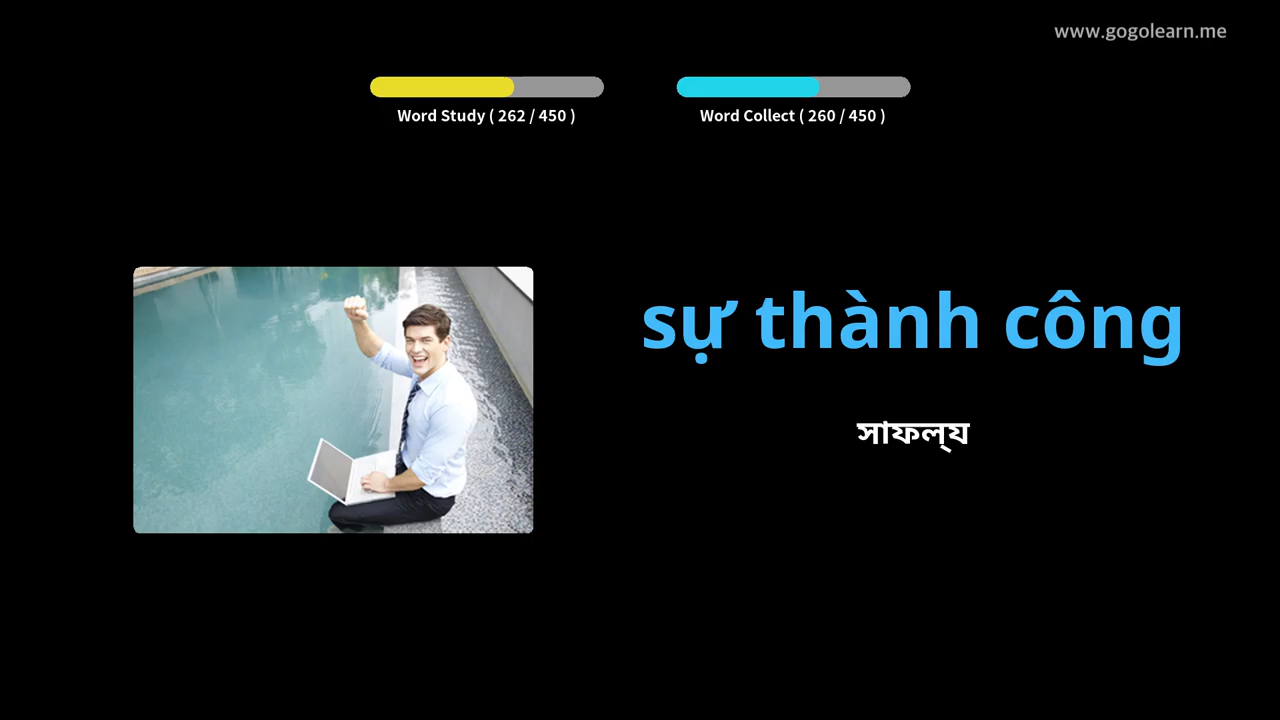 www.gogolearn.me
Word Study ( 262 / 450 )
Word Collect ( 260 / 450 )
sự thành công
সাফল্য